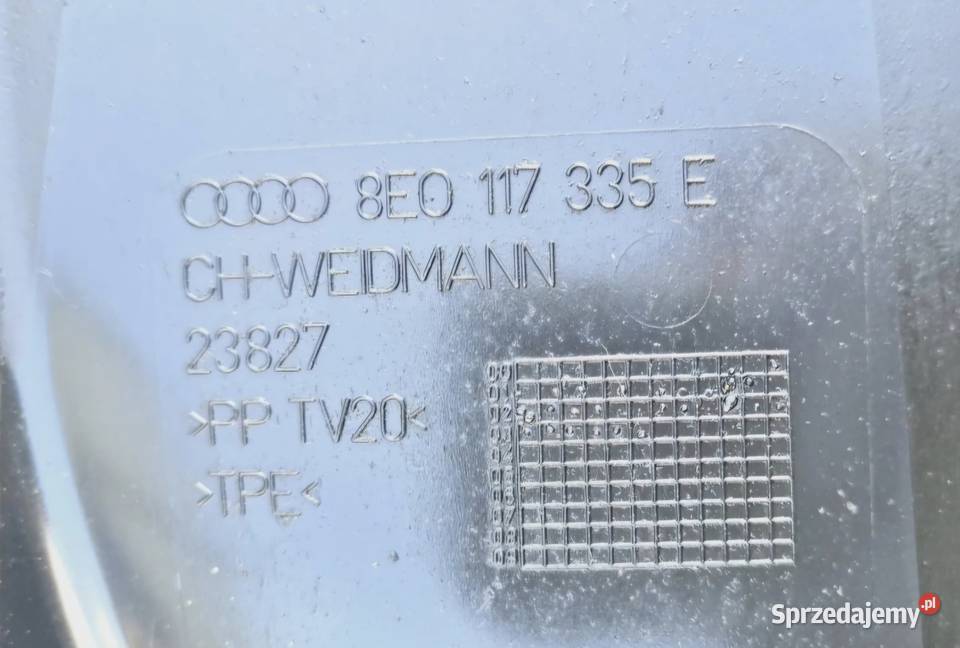 8E0 117 335 E
CH-WEIDMANN
23827
>PP TV20<
>TPE<
Sprzedajemy.pl